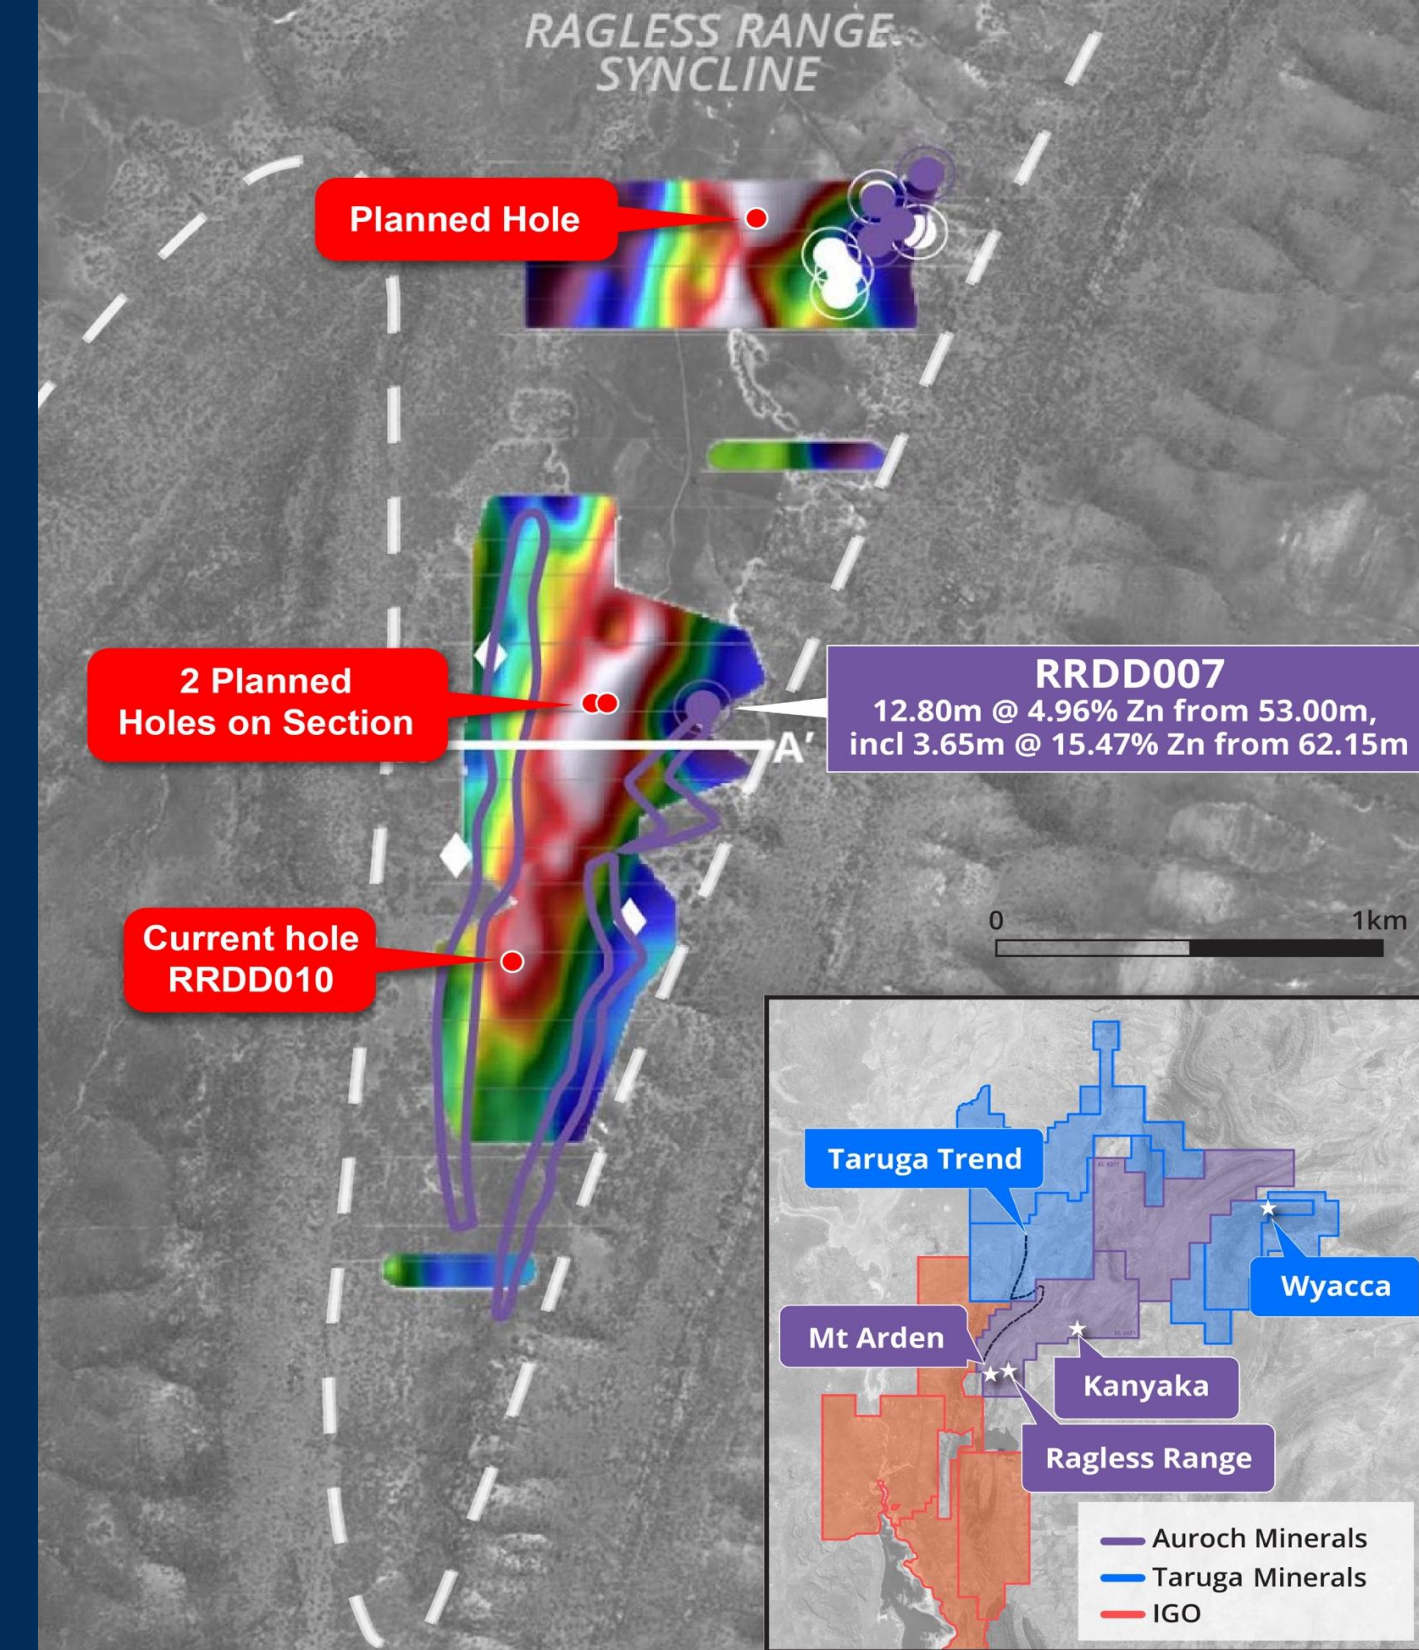 RAGLESS RANGE
SYNCLINE
Planned Hole
2 Planned
Holes on Section
RRDD007
12.80m @ 4.96% Zn from 53.00m,
incl 3.65m @ 15.47% Zn from 62.15m
A′
Current hole
RRDD010
0 1km
Taruga Trend
Wyacca
Mt Arden
Kanyaka
Ragless Range
Auroch Minerals
Taruga Minerals
IGO